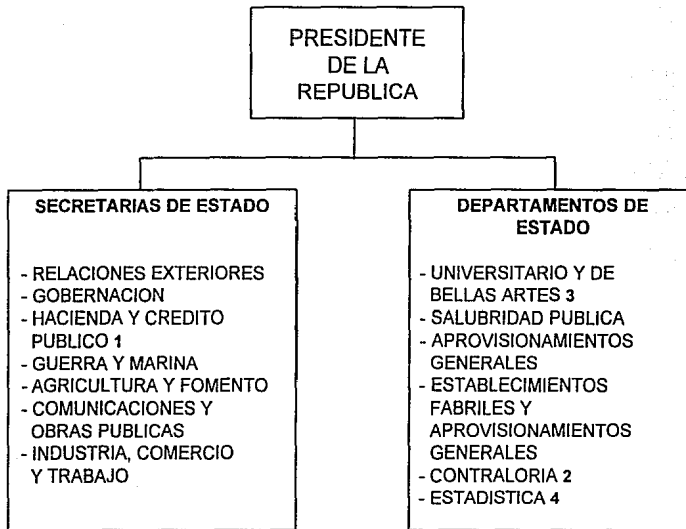 PRESIDENTE
DE LA
REPUBLICA
SECRETARIAS DE ESTADO
- RELACIONES EXTERIORES
- GOBERNACION
- HACIENDA Y CREDITO
PUBLICO 1
- GUERRA Y MARINA
- AGRICULTURA Y FOMENTO
- COMUNICACIONES Y
OBRAS PUBLICAS
- INDUSTRIA, COMERCIO
Y TRABAJO
DEPARTAMENTOS DE
ESTADO
- UNIVERSITARIO Y DE
BELLAS ARTES 3
- SALUBRIDAD PUBLICA
- APROVISIONAMIENTOS
GENERALES
- ESTABLECIMIENTOS
FABRILES Y
APROVISIONAMIENTOS
GENERALES
- CONTRALORIA 2
- ESTADISTICA 4